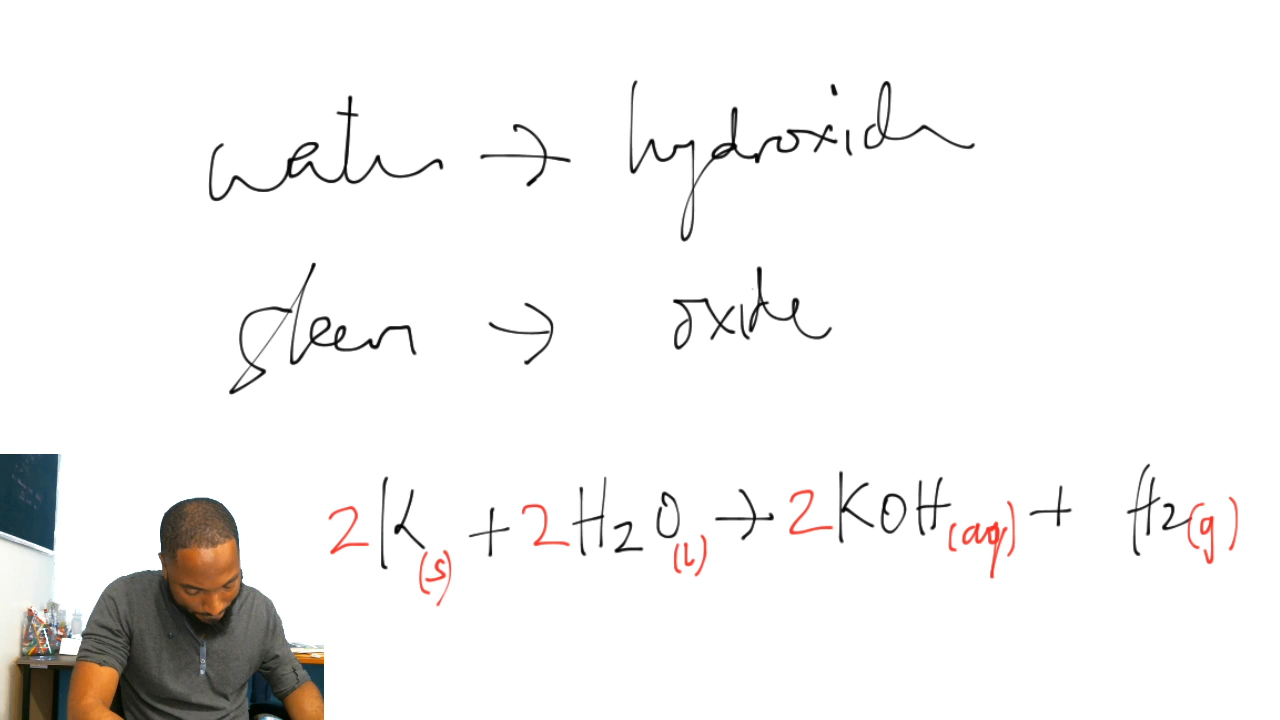 water → hydroxide
steam → oxide
2K(s) + 2H₂O(l) → 2KOH(aq) + H₂(g)